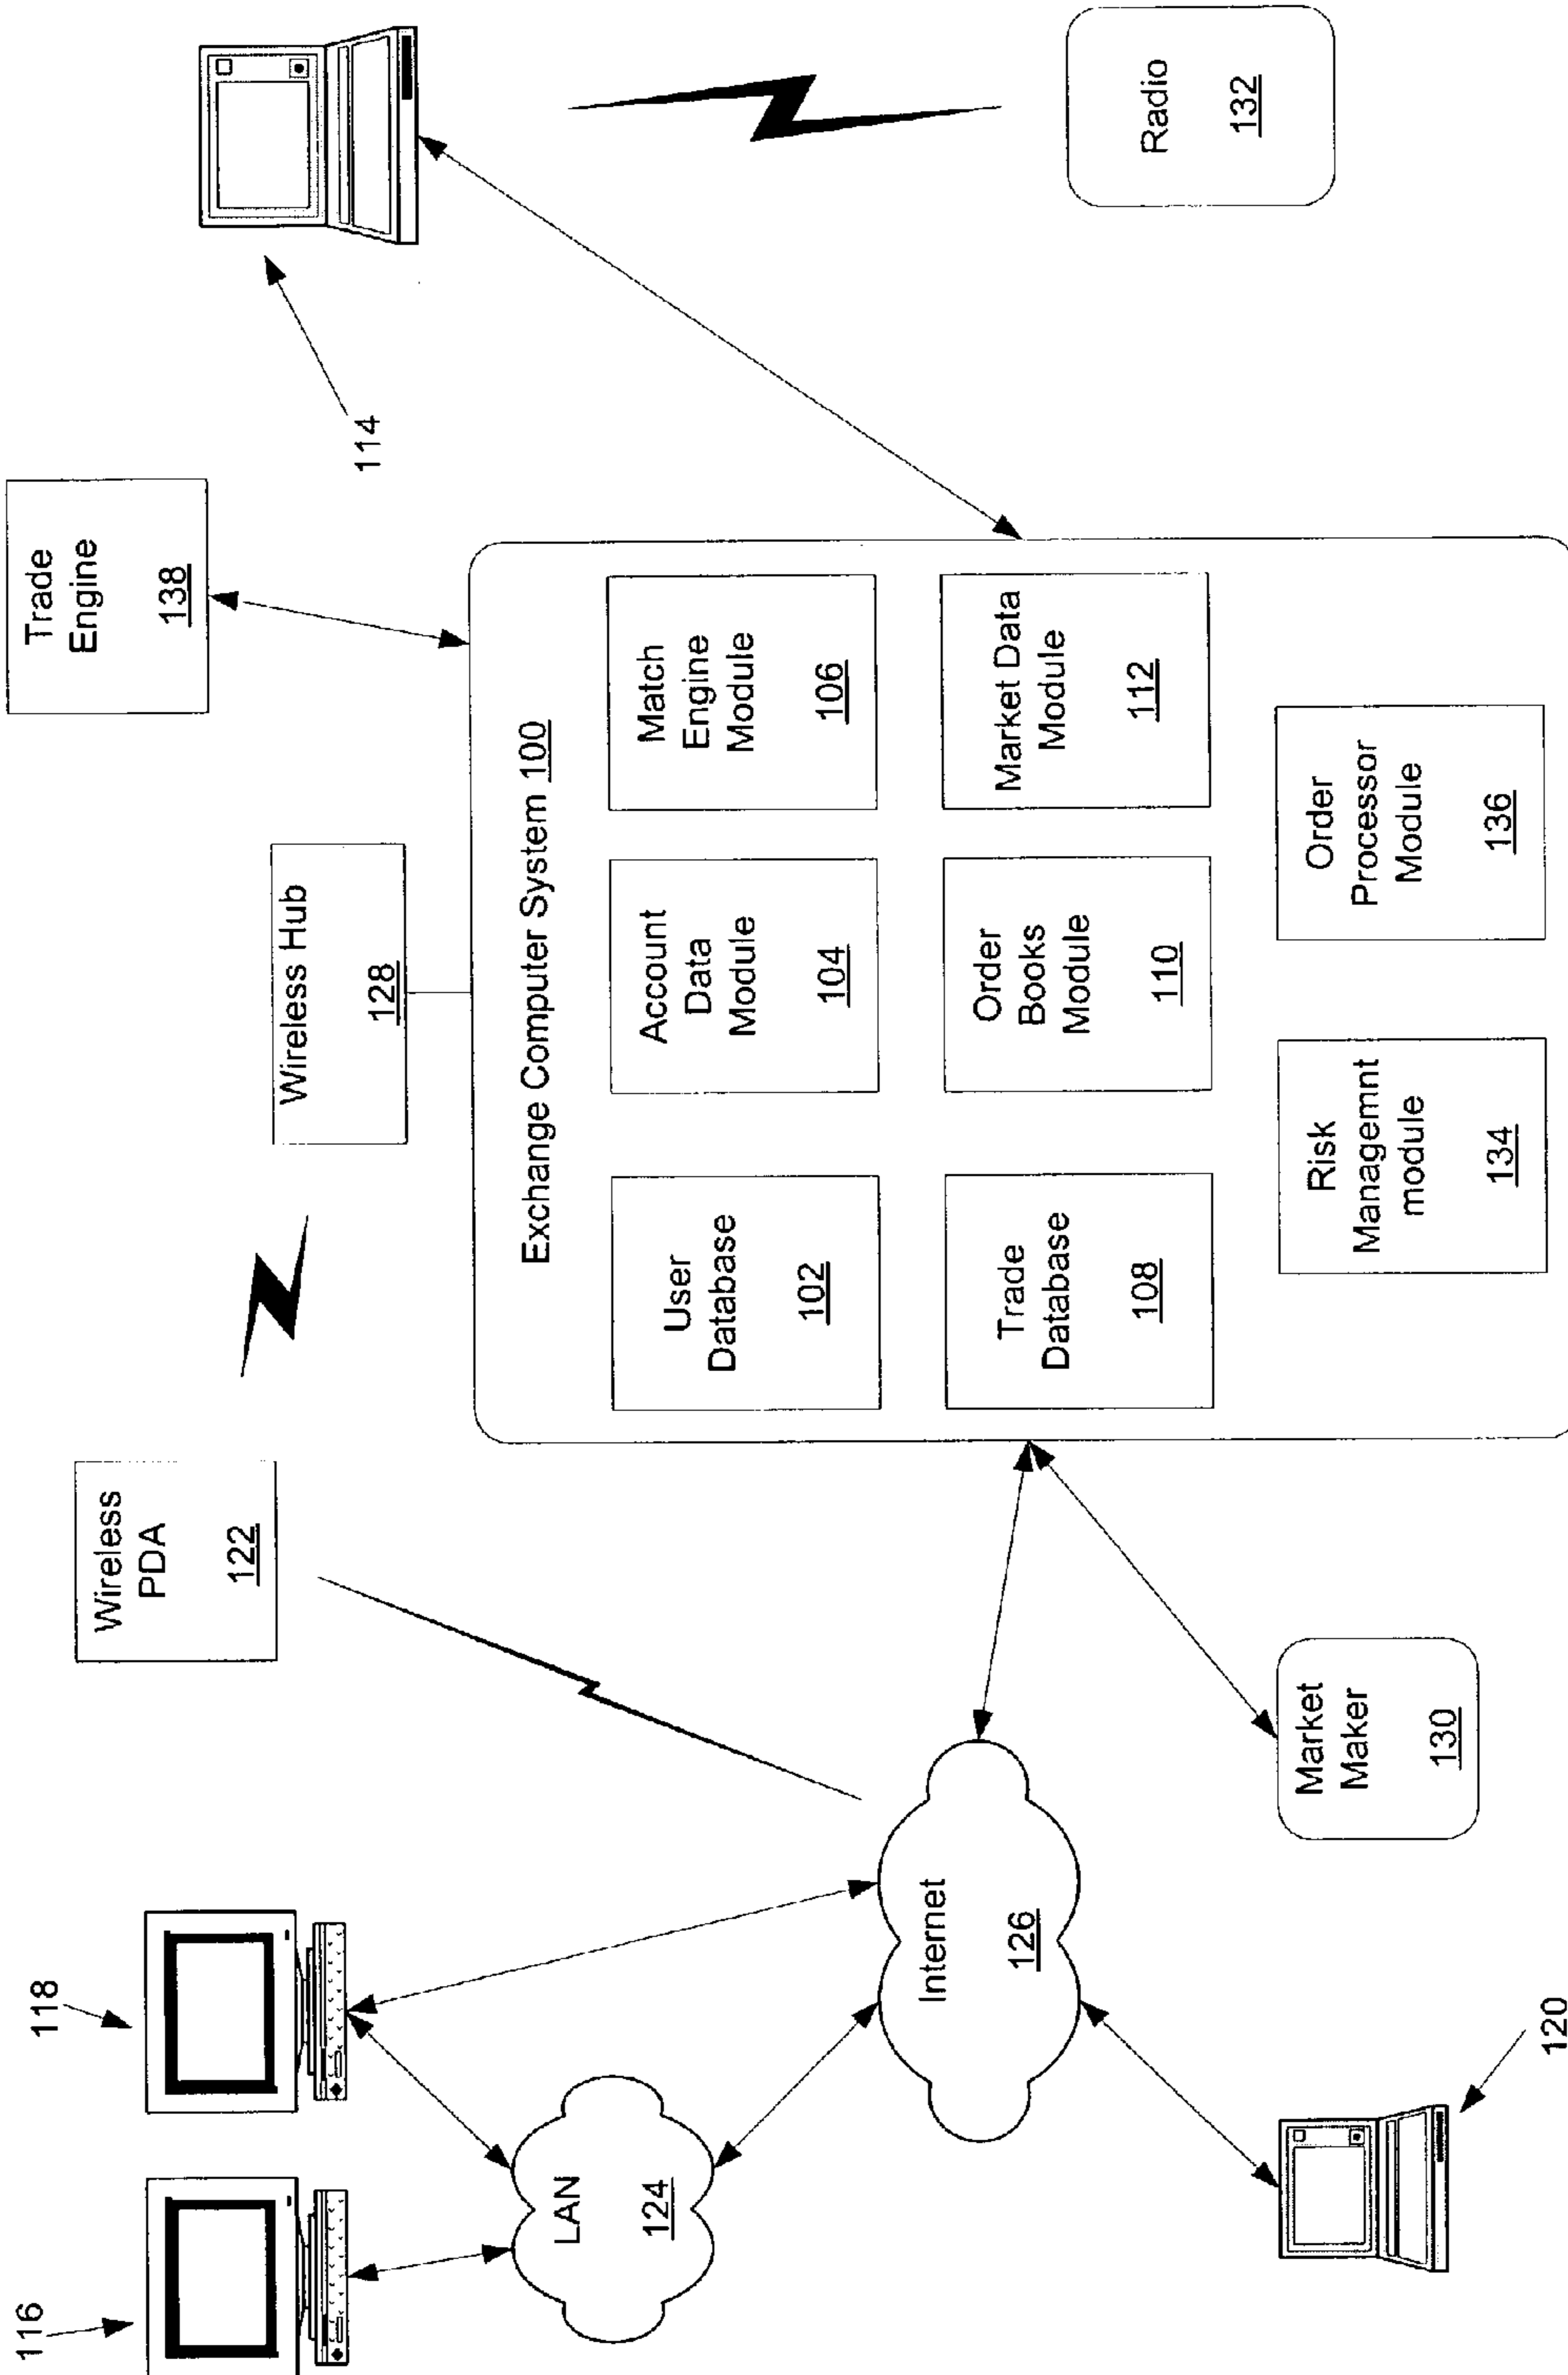 Trade
Engine
138
114
Wireless Hub
128
Wireless
PDA
122
118
116
Exchange Computer System 100
User
Database
102
Account
Data
Module
104
Match
Engine
Module
106
Trade
Database
108
Order
Books
Module
110
Market Data
Module
112
Risk
Managemnt
module
134
Order
Processor
Module
136
Radio
132
LAN
124
Internet
126
Market
Maker
130
120